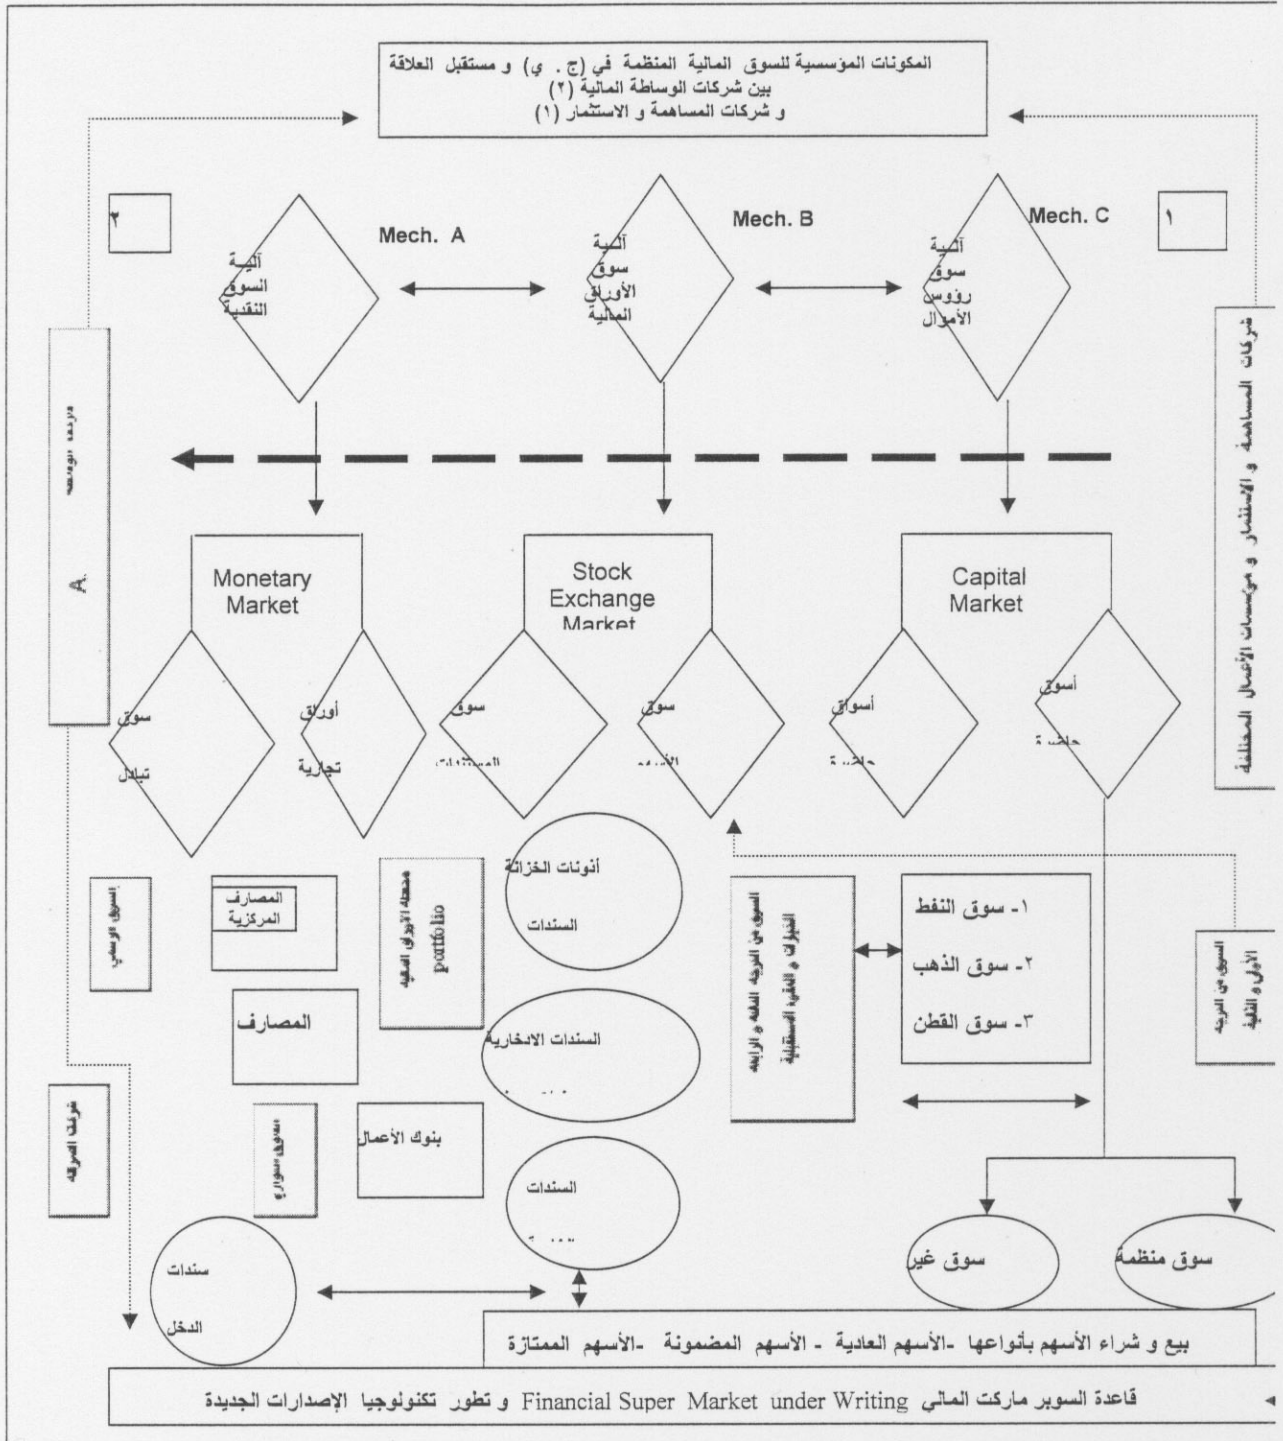 المكونات المؤسسية للسوق المالية المنظمة في (ج . ي) و مستقبل العلاقة
بين شركات الوساطة المالية (٢)
و شركات المساهمة و الاستثمار (١)
١
Mech. C
آلية
سوق
رؤوس
الأموال
Mech. B
آلية
سوق
الأوراق
المالية
Mech. A
آلية
السوق
النقدية
٢
شركات المساهمة و الاستثمار و مؤسسات الأعمال المختلفة
A.
Capital
Market
Stock
Exchange
Market
Monetary
Market
أسوق
حاضرة
أسواق
حاضرة
سوق
الأسهم
سوق
المستندات
أوراق
تجارية
سوق
تبادل
السوق من الدرجة
الأولى و الثانية
١- سوق النفط
٢- سوق الذهب
٣- سوق القطن
السوق من الدرجة الثالثة و الرابعة
الخيارات و العقود المستقبلية
أذونات الخزانة
السندات
محفظة الأوراق المالية
portfolio
المصارف
المركزية
السوق الرسمي
السندات الادخارية
المصارف
بنوك الأعمال
السندات
شركات الصرافة
سوق منظمة
سوق غير
سندات
الدخل
بيع و شراء الأسهم بأنواعها -الأسهم العادية - الأسهم المضمونة -الأسهم الممتازة
قاعدة السوبر ماركت المالي Financial Super Market under Writing و تطور تكنولوجيا الإصدارات الجديدة